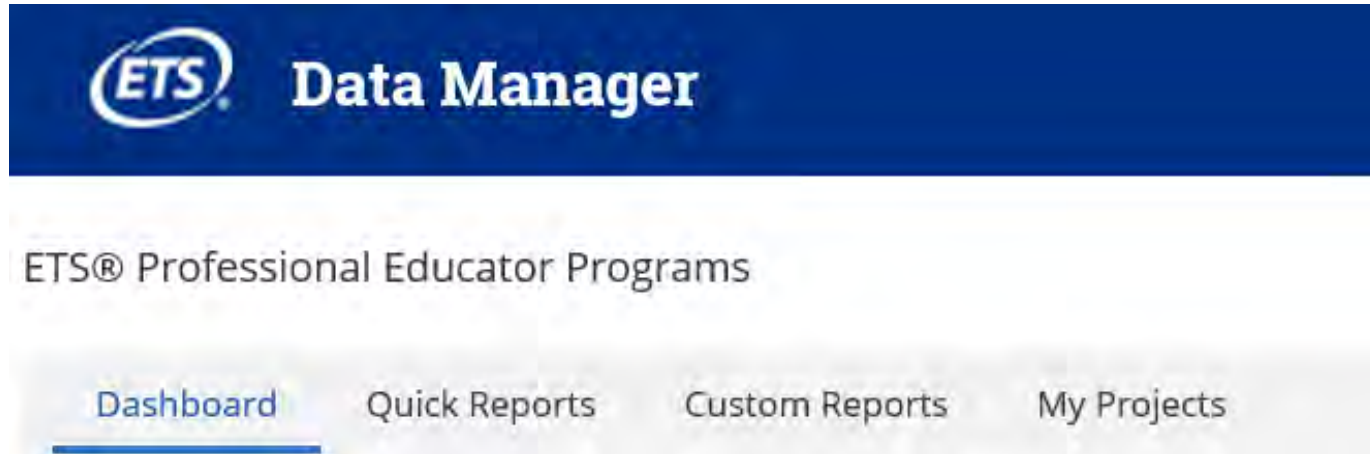 ETS® Data Manager
ETS® Professional Educator Programs
Dashboard Quick Reports Custom Reports My Projects